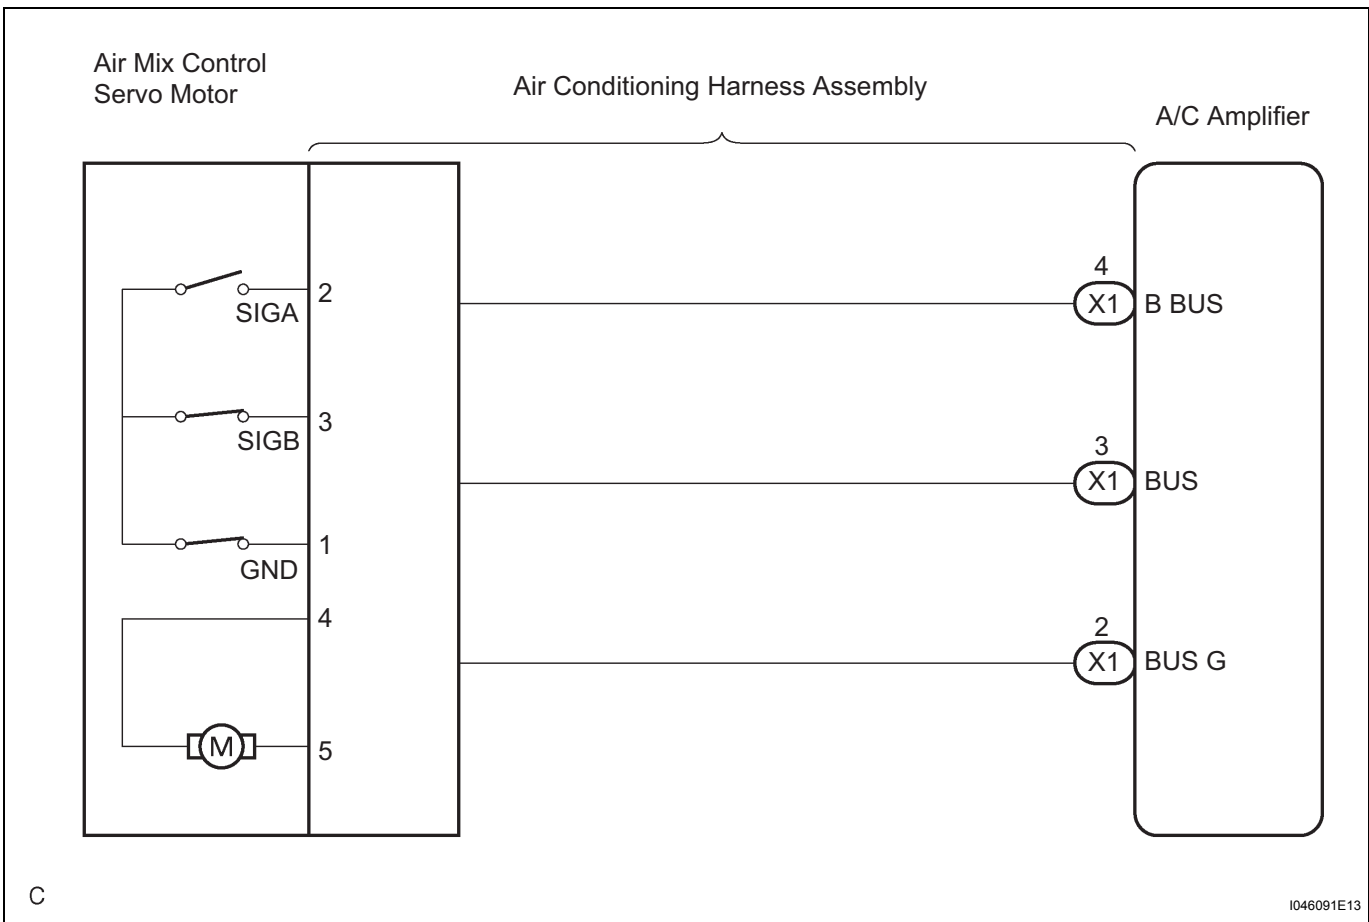 Air Mix Control
Servo Motor
Air Conditioning Harness Assembly
A/C Amplifier
SIGA
2
4
X1
B BUS
SIGB
3
3
X1
BUS
GND
1
4
2
X1
BUS G
M
5
C
I046091E13